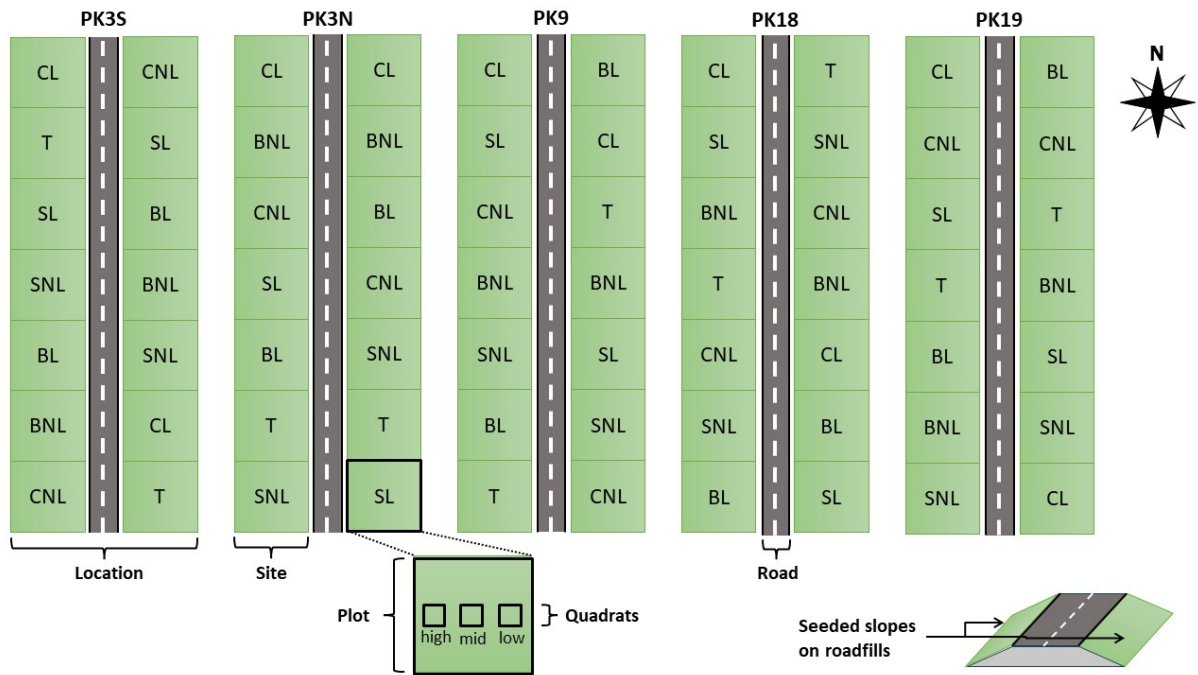 PK3S PK3N PK9 PK18 PK19
N
CL CNL CL CL CL BL CL T CL BL
T SL BNL BNL SL CL SL SNL CNL CNL
SL BL CNL BL CNL T BNL CNL SL T
SNL BNL SL CNL BNL BNL T BNL T BNL
BL SNL BL SNL SNL SL CNL CL BL SL
BNL CL T T BL SNL SNL BL BNL SNL
CNL T SNL SL T CNL BL SL SNL CL
Location Site Road
Plot Quadrats
high mid low
Seeded slopes
on roadfills